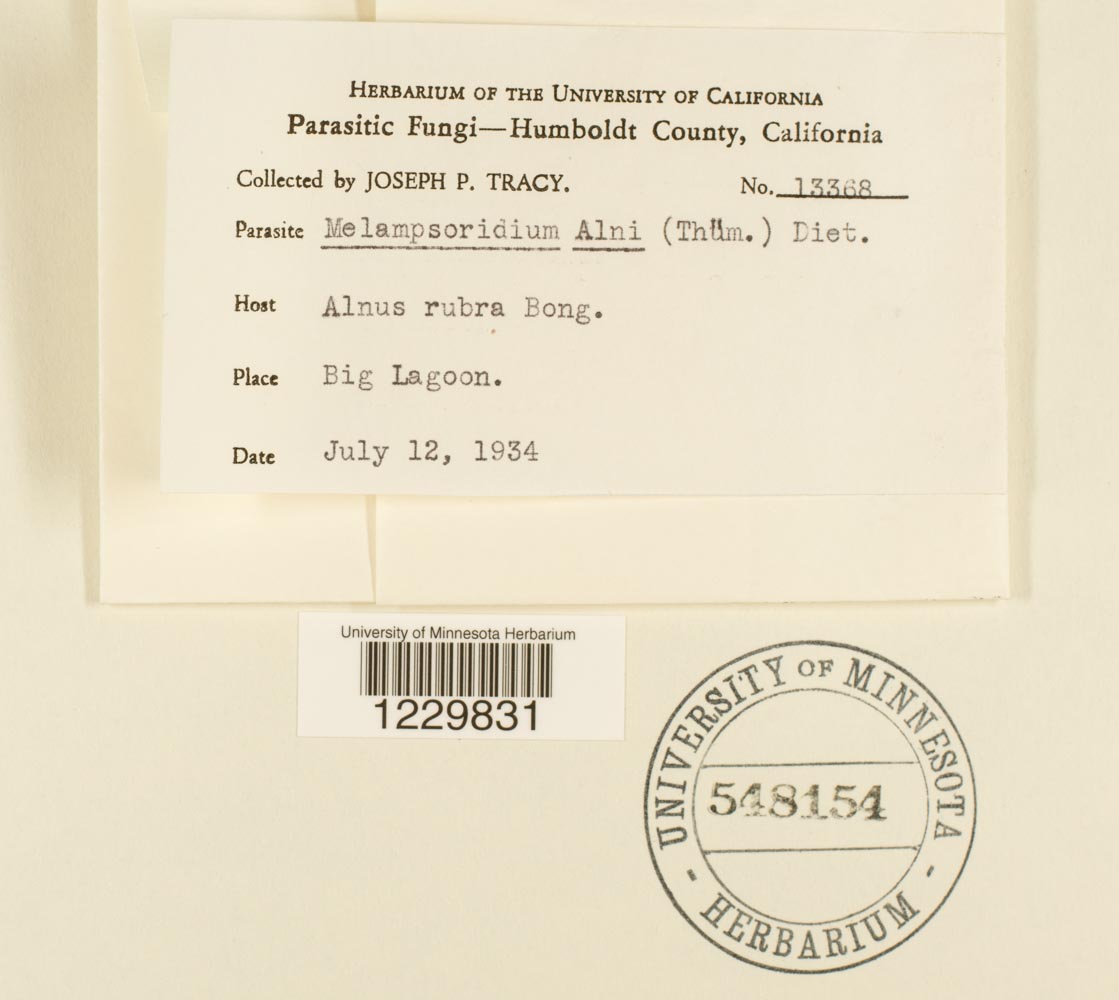 HERBARIUM OF THE UNIVERSITY OF CALIFORNIA
Parasitic Fungi—Humboldt County, California
Collected by JOSEPH P. TRACY. No. 13368
Parasite Melampsoridium Alni (Thüm.) Diet.
Host Alnus rubra Bong.
Place Big Lagoon.
Date July 12, 1934
University of Minnesota Herbarium
1229831
UNIVERSITY OF MINNESOTA
548154
- HERBARIUM -